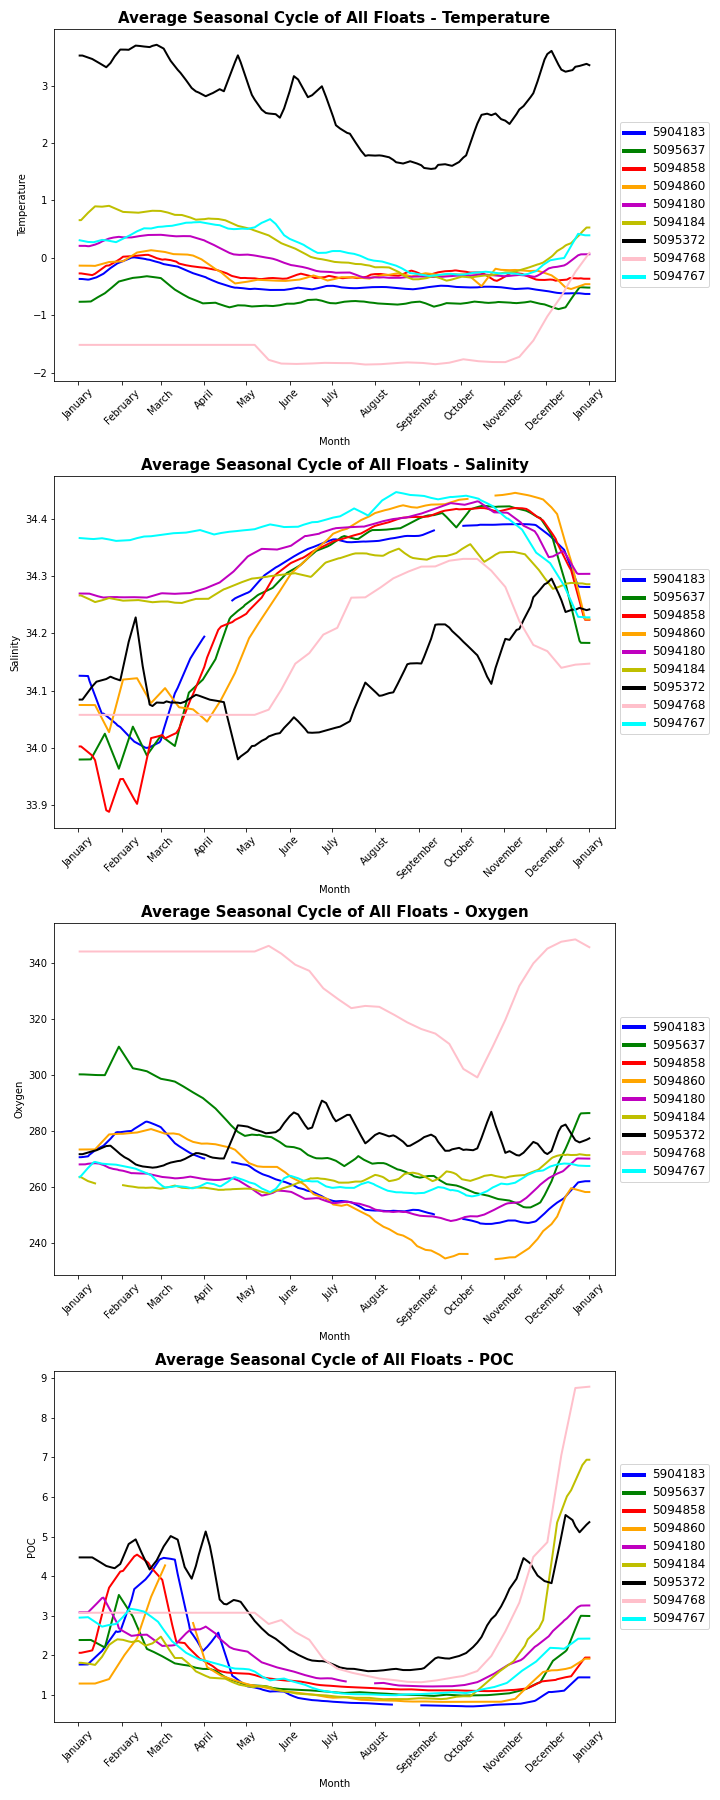 Average Seasonal Cycle of All Floats - Temperature
3
2
1
0
−1
−2
Temperature
January
February
March
April
May
June
July
August
September
October
November
December
January
Month
5904183
5095637
5094858
5094860
5094180
5094184
5095372
5094768
5094767
Average Seasonal Cycle of All Floats - Salinity
34.4
34.3
34.2
34.1
34.0
33.9
Salinity
January
February
March
April
May
June
July
August
September
October
November
December
January
Month
5904183
5095637
5094858
5094860
5094180
5094184
5095372
5094768
5094767
Average Seasonal Cycle of All Floats - Oxygen
340
320
300
280
260
240
Oxygen
January
February
March
April
May
June
July
August
September
October
November
December
January
Month
5904183
5095637
5094858
5094860
5094180
5094184
5095372
5094768
5094767
Average Seasonal Cycle of All Floats - POC
9
8
7
6
5
4
3
2
1
POC
January
February
March
April
May
June
July
August
September
October
November
December
January
Month
5904183
5095637
5094858
5094860
5094180
5094184
5095372
5094768
5094767